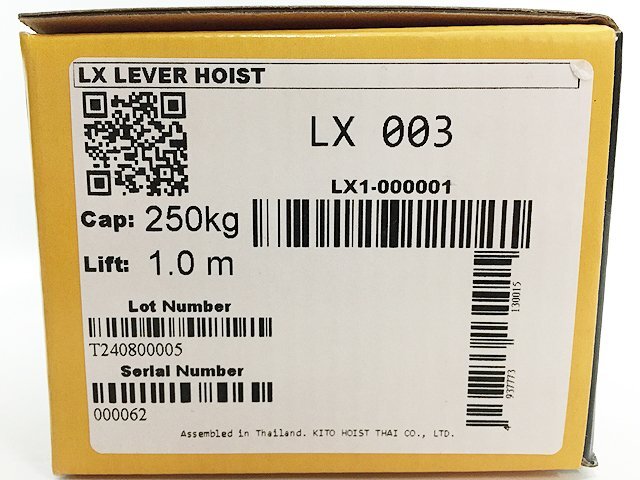 LX LEVER HOIST
LX 003
LX1-000001
Cap: 250kg
Lift: 1.0 m
Lot Number
T240800005
Serial Number
000062
130015
937773
Assembled in Thailand. KITO HOIST THAI CO., LTD.